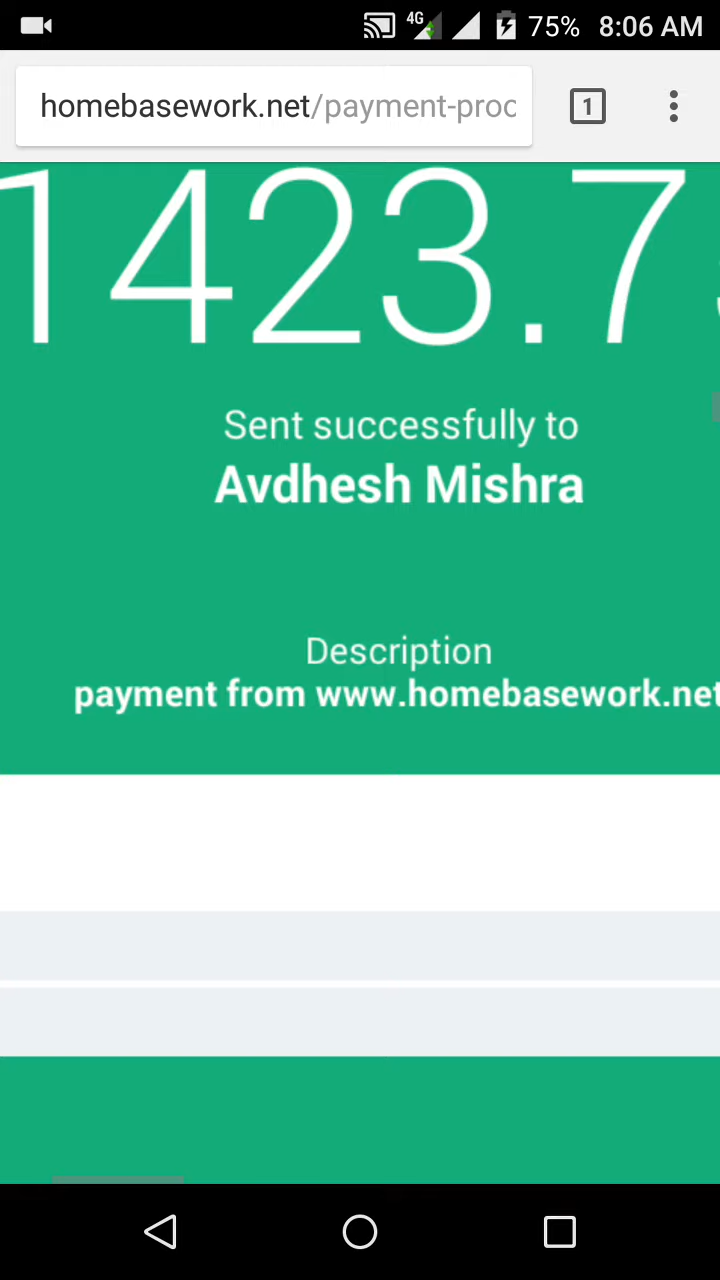 4G 75% 8:06 AM
homebasework.net/payment-proc
1
1423.7
Sent successfully to
Avdhesh Mishra
Description
payment from www.homebasework.net